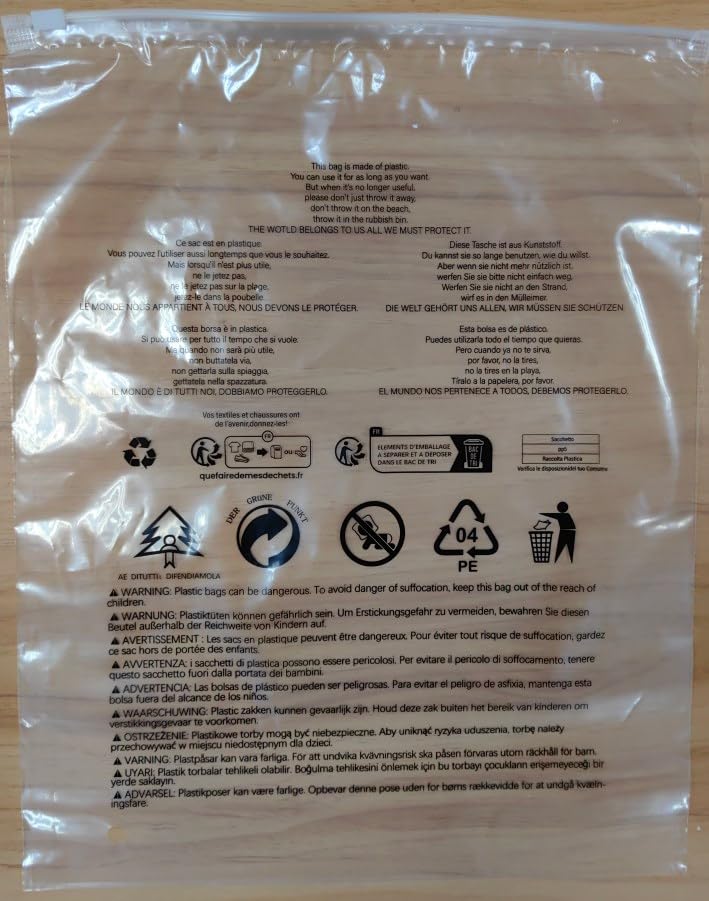 This bag is made of plastic.
You can use it for as long as you want.
But when it's no longer useful,
please don't just throw it away,
don't throw it on the beach,
throw it in the rubbish bin.
THE WOTLD BELONGS TO US ALL WE MUST PROTECT IT.
Ce sac est en plastique.
Vous pouvez l'utiliser aussi longtemps que vous le souhaitez.
Mais lorsqu'il n'est plus utile,
ne le jetez pas,
ne le jetez pas sur la plage,
jetez-le dans la poubelle.
LE MONDE NOUS APPARTIENT À TOUS, NOUS DEVONS LE PROTÉGER.
Diese Tasche ist aus Kunststoff.
Du kannst sie so lange benutzen, wie du willst.
Aber wenn sie nicht mehr nützlich ist,
werfen Sie sie bitte nicht einfach weg,
Werfen Sie sie nicht an den Strand,
wirf es in den Mülleimer.
DIE WELT GEHÖRT UNS ALLEN, WIR MÜSSEN SIE SCHÜTZEN
Questa borsa è in plastica.
Si può usare per tutto il tempo che si vuole.
Ma quando non sarà più utile,
non buttatela via,
non gettarla sulla spiaggia,
gettatela nella spazzatura.
IL MONDO È DI TUTTI NOI, DOBBIAMO PROTEGGERLO.
Esta bolsa es de plástico.
Puedes utilizarla todo el tiempo que quieras.
Pero cuando ya no te sirva,
por favor, no la tires,
no la tires en la playa,
Tíralo a la papelera, por favor.
EL MUNDO NOS PERTENECE A TODOS, DEBEMOS PROTEGERLO.
Vos textiles et chaussures ont
de l'avenir,donnez-les!
FR
OU
quefairedemesdechets.fr
FR
ELEMENTS D'EMBALLAGE
A SEPARER ET A DEPOSER
DANS LE BAC DE TRI
BAC
DE
TRI
Sacchetto
pp5
Raccolta Plastica
Verifica le disposizionidel tuo Comune
DER GRÜNE PUNKT
04
PE
AE DITUTTI: DIFENDIAMOLA
WARNING: Plastic bags can be dangerous. To avoid danger of suffocation, keep this bag out of the reach of
children.
WARNUNG: Plastiktüten können gefährlich sein. Um Erstickungsgefahr zu vermeiden, bewahren Sie diesen
Beutel außerhalb der Reichweite von Kindern auf.
AVERTISSEMENT : Les sacs en plastique peuvent être dangereux. Pour éviter tout risque de suffocation, gardez
ce sac hors de portée des enfants.
AVVERTENZA: i sacchetti di plastica possono essere pericolosi. Per evitare il pericolo di soffocamento, tenere
questo sacchetto fuori dalla portata dei bambini.
ADVERTENCIA: Las bolsas de plástico pueden ser peligrosas. Para evitar el peligro de asfixia, mantenga esta
bolsa fuera del alcance de los niños.
WAARSCHUWING: Plastic zakken kunnen gevaarlijk zijn. Houd deze zak buiten het bereik van kinderen om
verstikkingsgevaar te voorkomen.
OSTRZEŻENIE: Plastikowe torby mogą być niebezpieczne. Aby uniknąć ryzyka uduszenia, torbę należy
przechowywać w miejscu niedostępnym dla dzieci.
VARNING: Plastpåsar kan vara farliga. För att undvika kvävningsrisk ska påsen förvaras utom räckhåll för barn.
UYARI: Plastik torbalar tehlikeli olabilir. Boğulma tehlikesini önlemek için bu torbayı çocukların erişemeyeceği bir
yerde saklayın.
ADVARSEL: Plastikposer kan være farlige. Opbevar denne pose uden for børns rækkevidde for at undgå kvæln-
ingsfare.